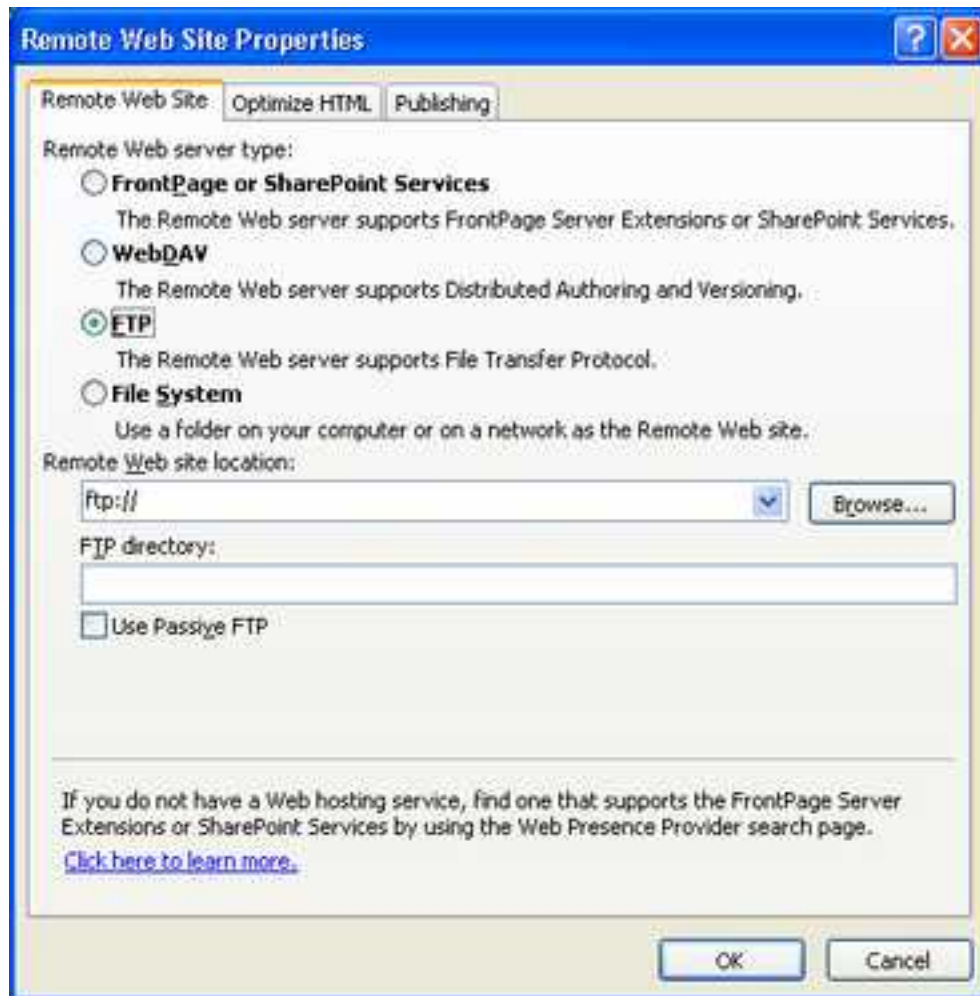 Remote Web Site Properties
Remote Web Site Optimize HTML Publishing
Remote Web server type:
FrontPage or SharePoint Services
The Remote Web server supports FrontPage Server Extensions or SharePoint Services.
WebDAV
The Remote Web server supports Distributed Authoring and Versioning.
FTP
The Remote Web server supports File Transfer Protocol.
File System
Use a folder on your computer or on a network as the Remote Web site.
Remote Web site location:
ftp://
Browse...
FTP directory:
Use Passive FTP
If you do not have a Web hosting service, find one that supports the FrontPage Server
Extensions or SharePoint Services by using the Web Presence Provider search page.
Click here to learn more.
OK Cancel